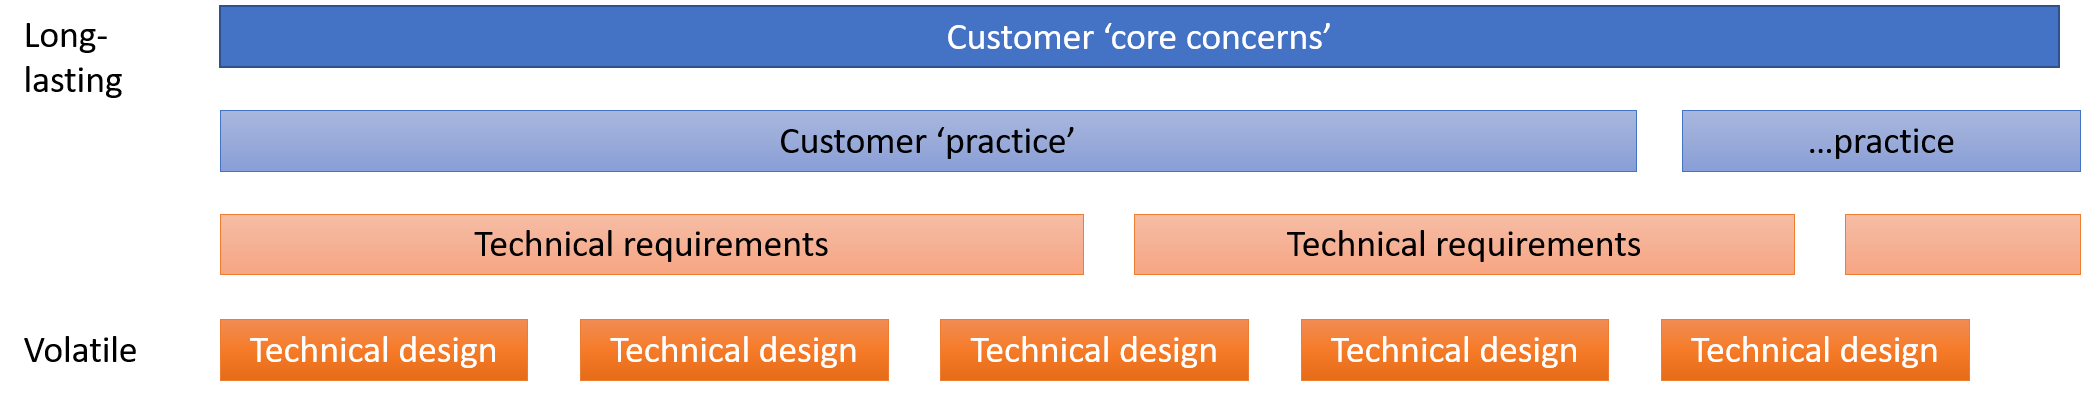 Long-
lasting
Customer ‘core concerns’
Customer ‘practice’
...practice
Technical requirements
Technical requirements
Volatile
Technical design
Technical design
Technical design
Technical design
Technical design